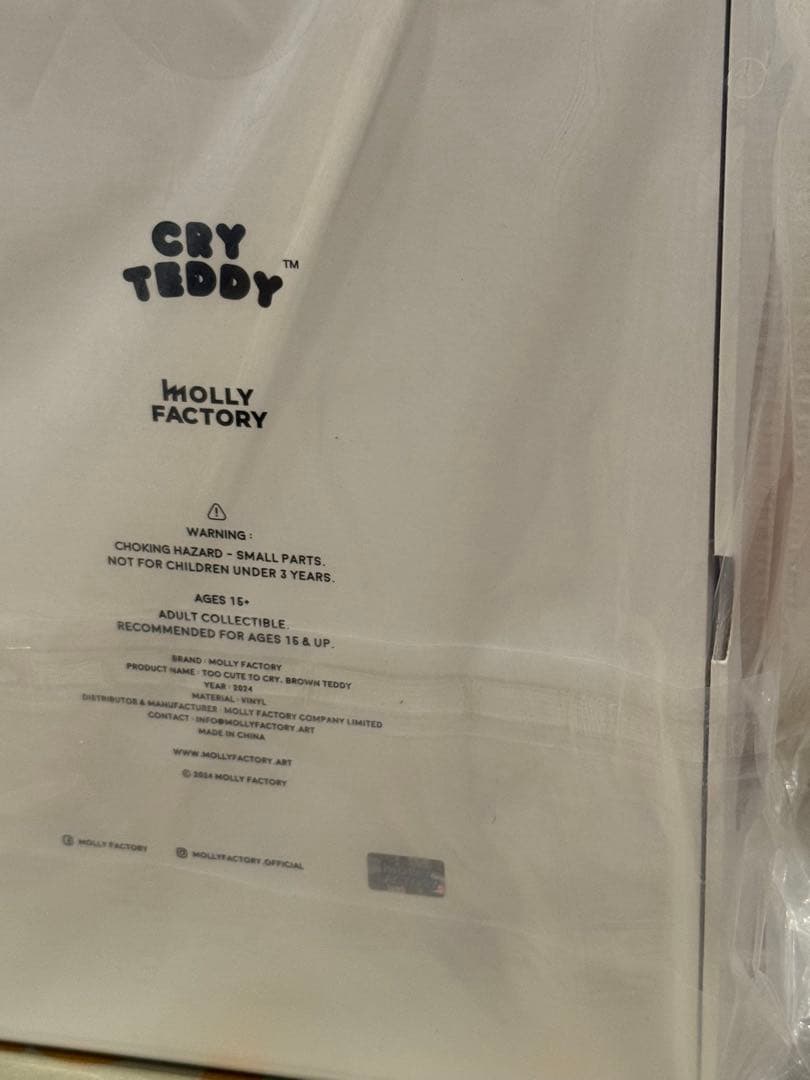 CRY
TEDDY™
MOLLY
FACTORY
WARNING :
CHOKING HAZARD - SMALL PARTS.
NOT FOR CHILDREN UNDER 3 YEARS.
AGES 15+
ADULT COLLECTIBLE.
RECOMMENDED FOR AGES 15 & UP.
BRAND : MOLLY FACTORY
PRODUCT NAME : TOO CUTE TO CRY. BROWN TEDDY
YEAR : 2024
MATERIAL : VINYL
DISTRIBUTOR & MANUFACTURER : MOLLY FACTORY COMPANY LIMITED
CONTACT : INFO@MOLLYFACTORY.ART
MADE IN CHINA
WWW.MOLLYFACTORY.ART
© 2024 MOLLY FACTORY
MOLLY FACTORY
MOLLYFACTORY.OFFICIAL